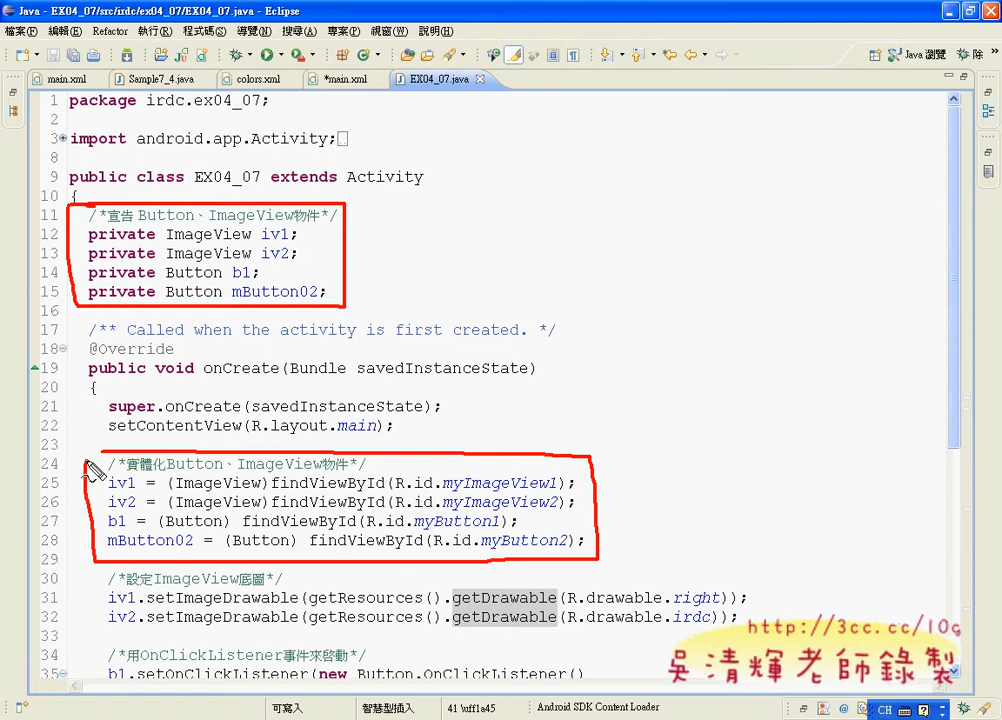 Java - EX04_07/src/irdc/ex04_07/EX04_07.java - Eclipse
檔案(F) 編輯(E) Refactor 執行(R) 程式碼(S) 導覽(N) 搜尋(A) 專案(P) 視窗(W) 說明(H)
Java 瀏覽 除 »
main.xml Sample7_4.java colors.xml *main.xml EX04_07.java
1 package irdc.ex04_07;
2
3 import android.app.Activity;
8
9 public class EX04_07 extends Activity
10 {
11 /*宣告 Button、ImageView物件*/
12 private ImageView iv1;
13 private ImageView iv2;
14 private Button b1;
15 private Button mButton02;
16
17 /** Called when the activity is first created. */
18 @Override
19 public void onCreate(Bundle savedInstanceState)
20 {
21 super.onCreate(savedInstanceState);
22 setContentView(R.layout.main);
23
24 /*實體化Button、ImageView物件*/
25 iv1 = (ImageView)findViewById(R.id.myImageView1);
26 iv2 = (ImageView)findViewById(R.id.myImageView2);
27 b1 = (Button) findViewById(R.id.myButton1);
28 mButton02 = (Button) findViewById(R.id.myButton2);
29
30 /*設定ImageView底圖*/
31 iv1.setImageDrawable(getResources().getDrawable(R.drawable.right));
32 iv2.setImageDrawable(getResources().getDrawable(R.drawable.irdc));
33
http://3cc.cc/10g
34 /*用OnClickListener事件來啓動*/
吳清輝老師錄製
35 b1.setOnClickListener(new Button.OnClickListener()
可寫入 智慧型插入 41 \uff1a45 Android SDK Content Loader
CH